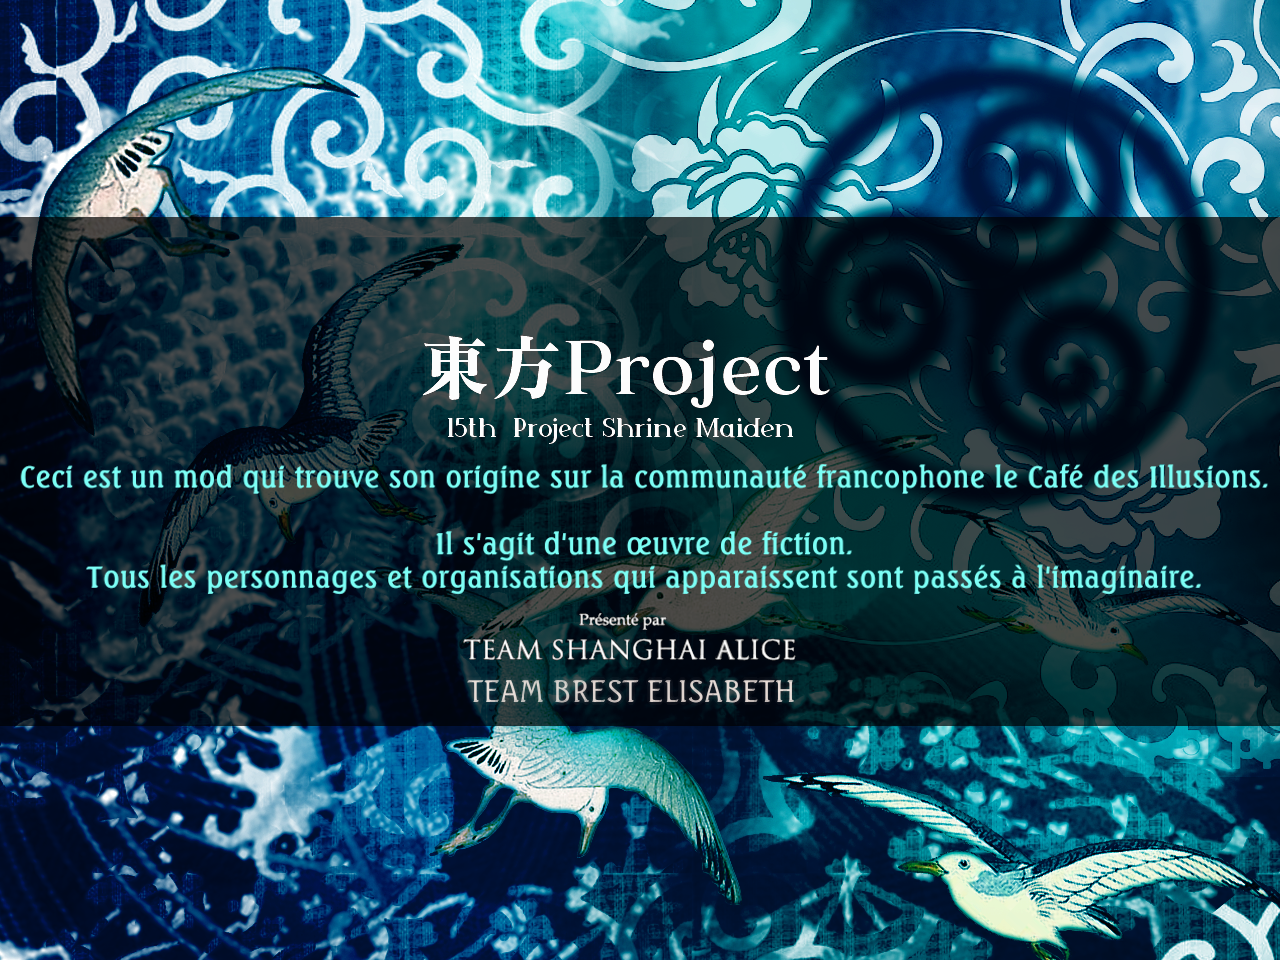 東方Project
15th Project Shrine Maiden
Ceci est un mod qui trouve son origine sur la communauté francophone le Café des Illusions.
Il s'agit d'une œuvre de fiction.
Tous les personnages et organisations qui apparaissent sont passés à l'imaginaire.
Présenté par
TEAM SHANGHAI ALICE
TEAM BREST ELISABETH